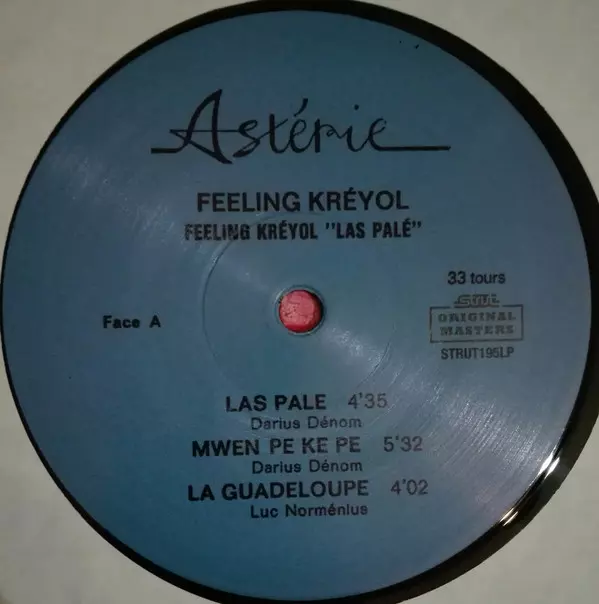 Astérie
FEELING KRÉYOL
FEELING KRÉYOL "LAS PALÉ"
33 tours
strut
ORIGINAL
MASTERS
STRUT195LP
Face A
LAS PALE 4'35
Darius Dénom
MWEN PE KE PE 5'32
Darius Dénom
LA GUADELOUPE 4'02
Luc Norménius